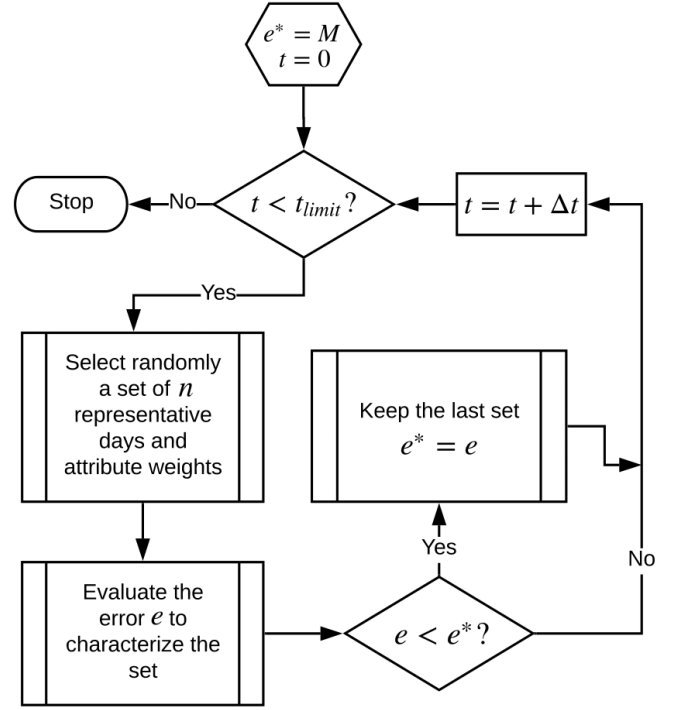 e* = M
t = 0
Stop
No
t < t_limit?
t = t + Δt
Yes
Select randomly
a set of n
representative
days and
attribute weights
Keep the last set
e* = e
Yes
No
Evaluate the
error e to
characterize the
set
e < e*?